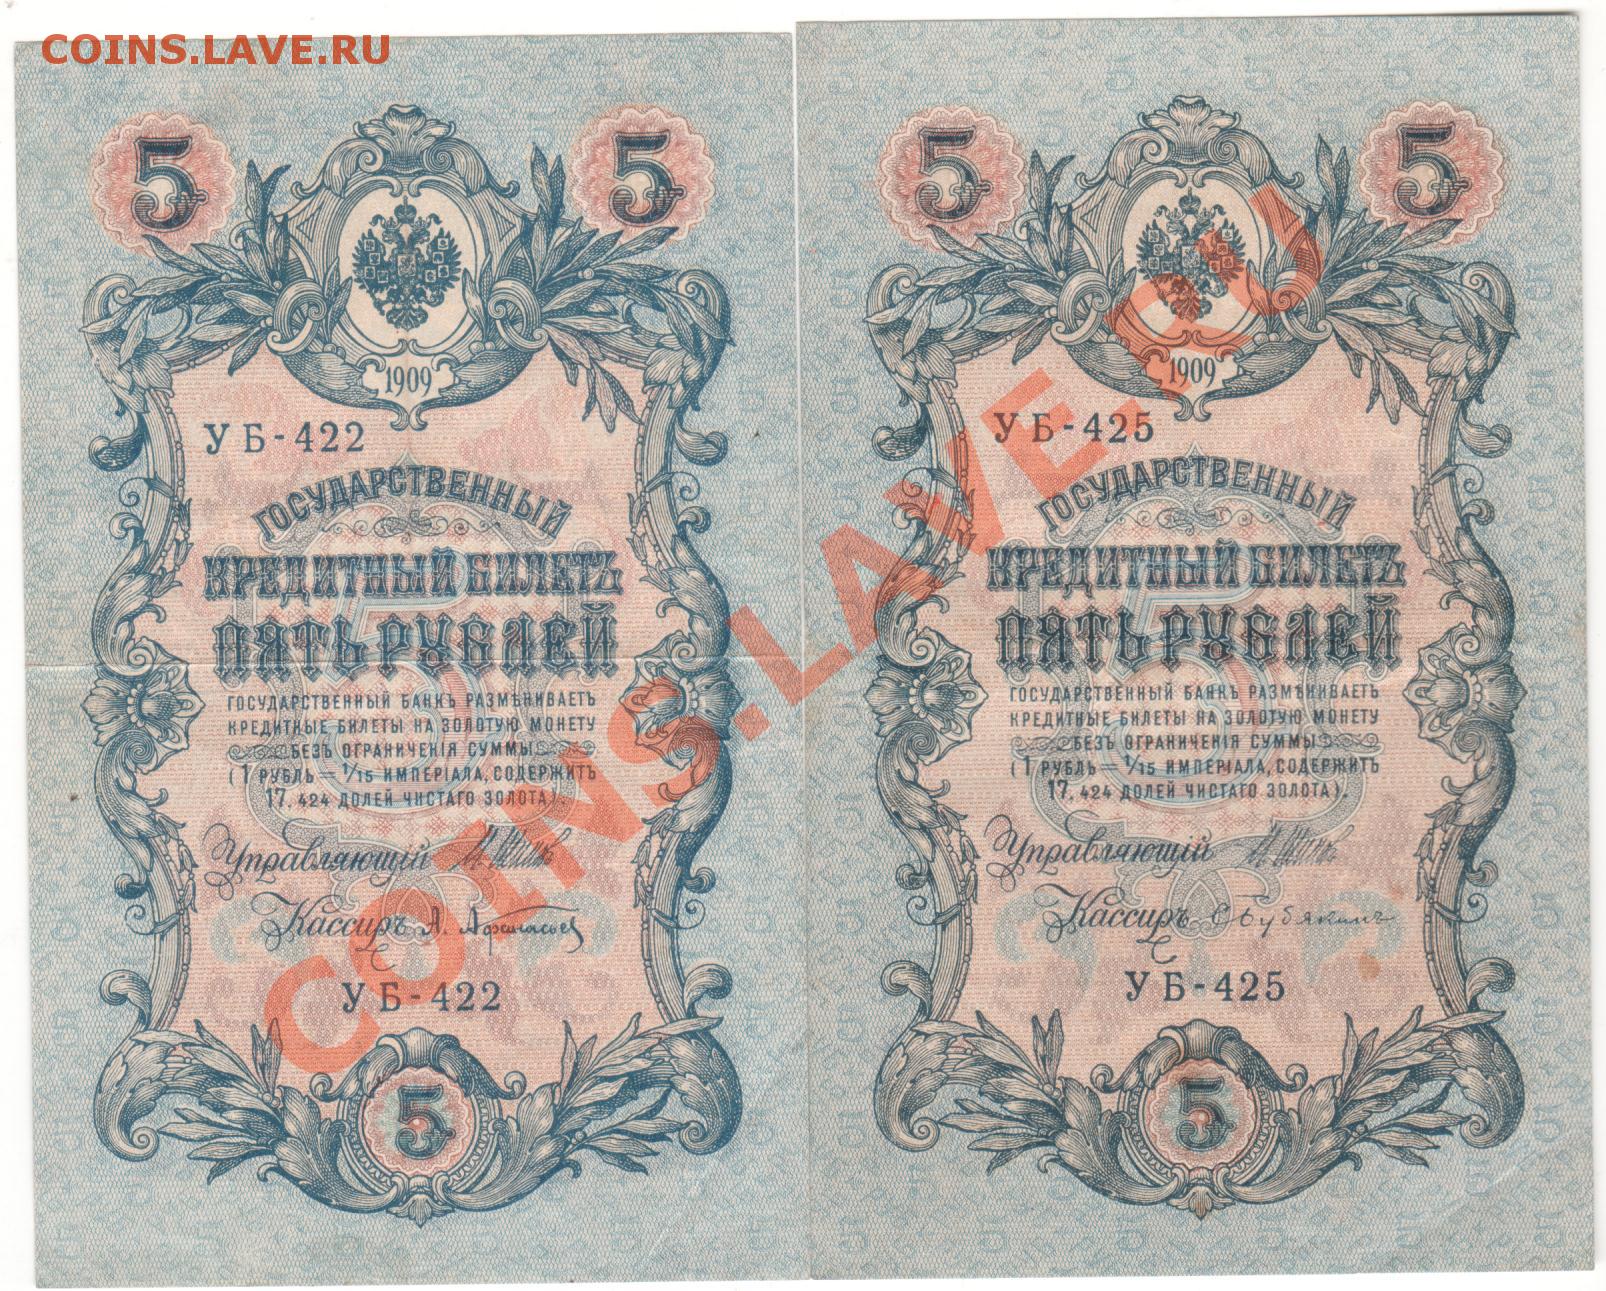 COINS.LAVE.RU
5 5
1909
УБ-422
ГОСУДАРСТВЕННЫЙ
КРЕДИТНЫЙ БИЛЕТЪ
ПЯТЬ РУБЛЕЙ
ГОСУДАРСТВЕННЫЙ БАНКЪ РАЗМѢНИВАЕТЪ
КРЕДИТНЫЕ БИЛЕТЫ НА ЗОЛОТУЮ МОНЕТУ
БЕЗЪ ОГРАНИЧЕНІЯ СУММЫ
(1 РУБЛЬ = 1/15 ИМПЕРІАЛА, СОДЕРЖИТЪ
17,424 ДОЛЕЙ ЧИСТАГО ЗОЛОТА).
Управляющій
Кассиръ А. Афанасьев
УБ-422
5
5 5
1909
УБ-425
ГОСУДАРСТВЕННЫЙ
КРЕДИТНЫЙ БИЛЕТЪ
ПЯТЬ РУБЛЕЙ
ГОСУДАРСТВЕННЫЙ БАНКЪ РАЗМѢНИВАЕТЪ
КРЕДИТНЫЕ БИЛЕТЫ НА ЗОЛОТУЮ МОНЕТУ
БЕЗЪ ОГРАНИЧЕНІЯ СУММЫ
(1 РУБЛЬ = 1/15 ИМПЕРІАЛА, СОДЕРЖИТЪ
17,424 ДОЛЕЙ ЧИСТАГО ЗОЛОТА).
Управляющій
Кассиръ С Бубякинъ
УБ-425
5
COINS.LAVE.RU